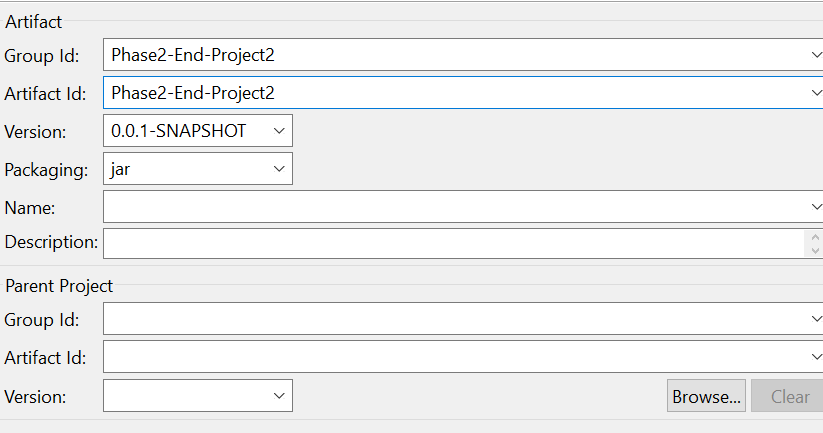 Artifact
Group Id: Phase2-End-Project2
Artifact Id: Phase2-End-Project2
Version: 0.0.1-SNAPSHOT
Packaging: jar
Name:
Description:
Parent Project
Group Id:
Artifact Id:
Version: Browse... Clear